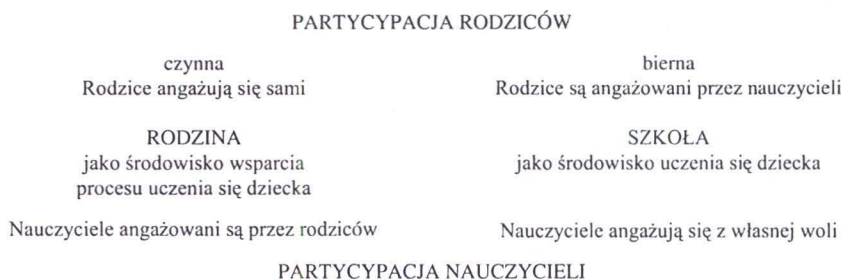 PARTYCYPACJA RODZICÓW
czynna
Rodzice angażują się sami
bierna
Rodzice są angażowani przez nauczycieli
RODZINA
jako środowisko wsparcia
procesu uczenia się dziecka
SZKOŁA
jako środowisko uczenia się dziecka
Nauczyciele angażowani są przez rodziców
Nauczyciele angażują się z własnej woli
PARTYCYPACJA NAUCZYCIELI